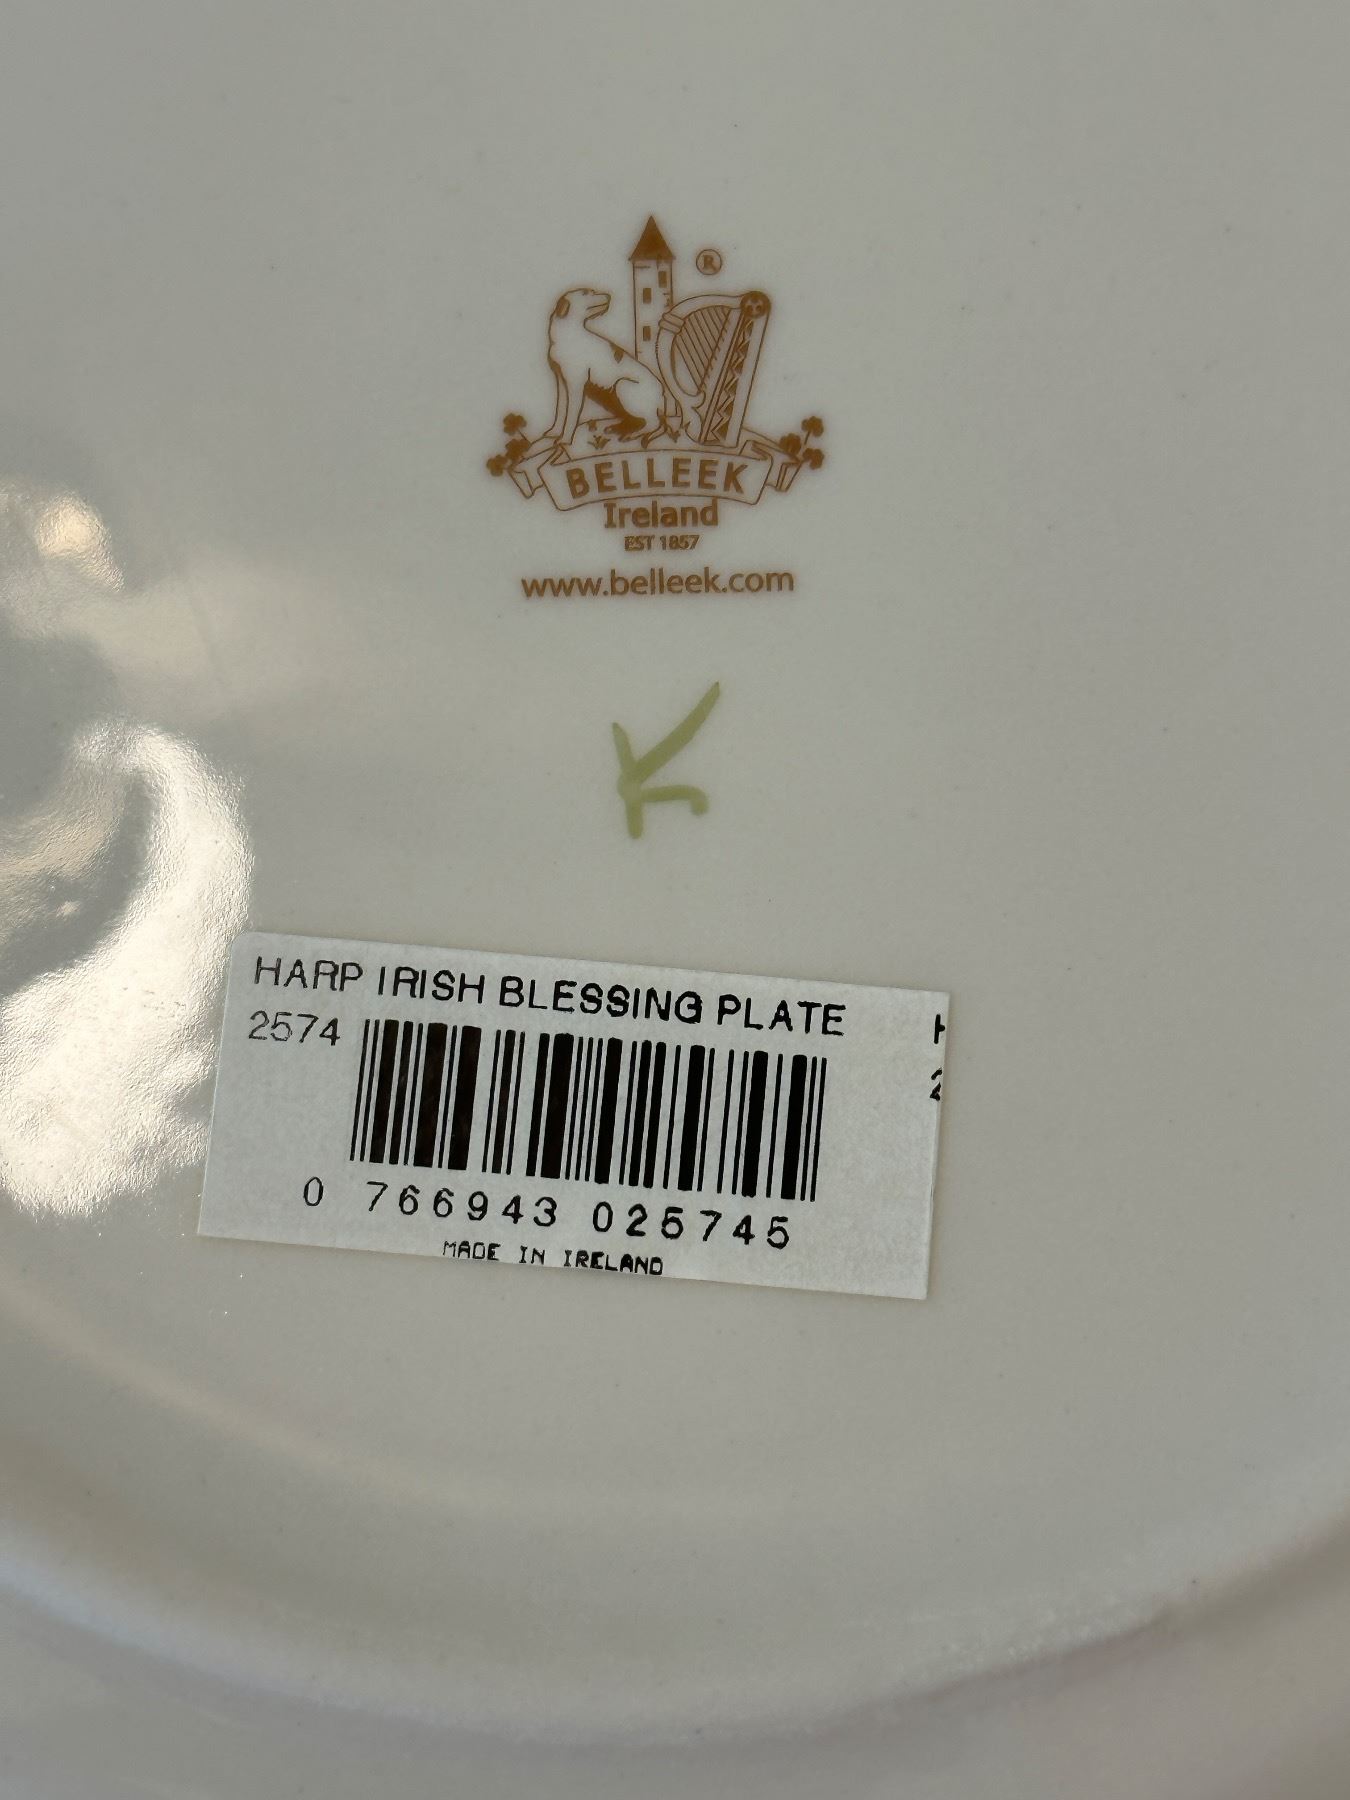 ®
BELLEEK
Ireland
EST 1857
www.belleek.com
K
HARP IRISH BLESSING PLATE
2574
0 766943 025745
MADE IN IRELAND